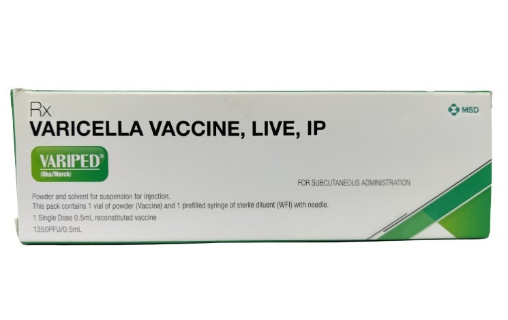 Rx
VARICELLA VACCINE, LIVE, IP
MSD
VARIPED®
(Oka/Merck)
FOR SUBCUTANEOUS ADMINISTRATION
Powder and solvent for suspension for injection.
This pack contains 1 vial of powder (Vaccine) and 1 prefilled syringe of sterile diluent (WFI) with needle.
1 Single Dose 0.5mL reconstituted vaccine
1350PFU/0.5mL